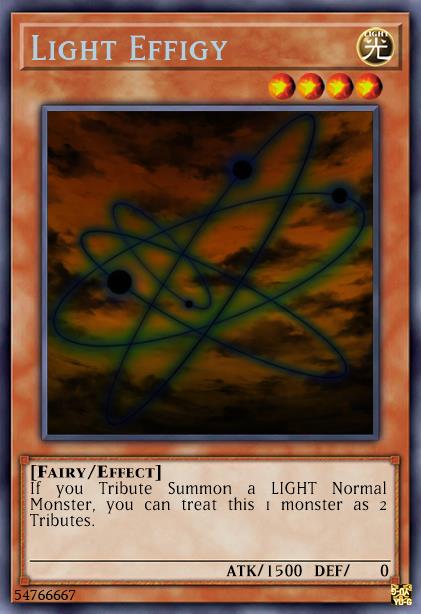 Light Effigy
LIGHT
光
[Fairy/Effect]
If you Tribute Summon a LIGHT Normal
Monster, you can treat this 1 monster as 2
Tributes.
ATK/1500 DEF/ 0
54766667